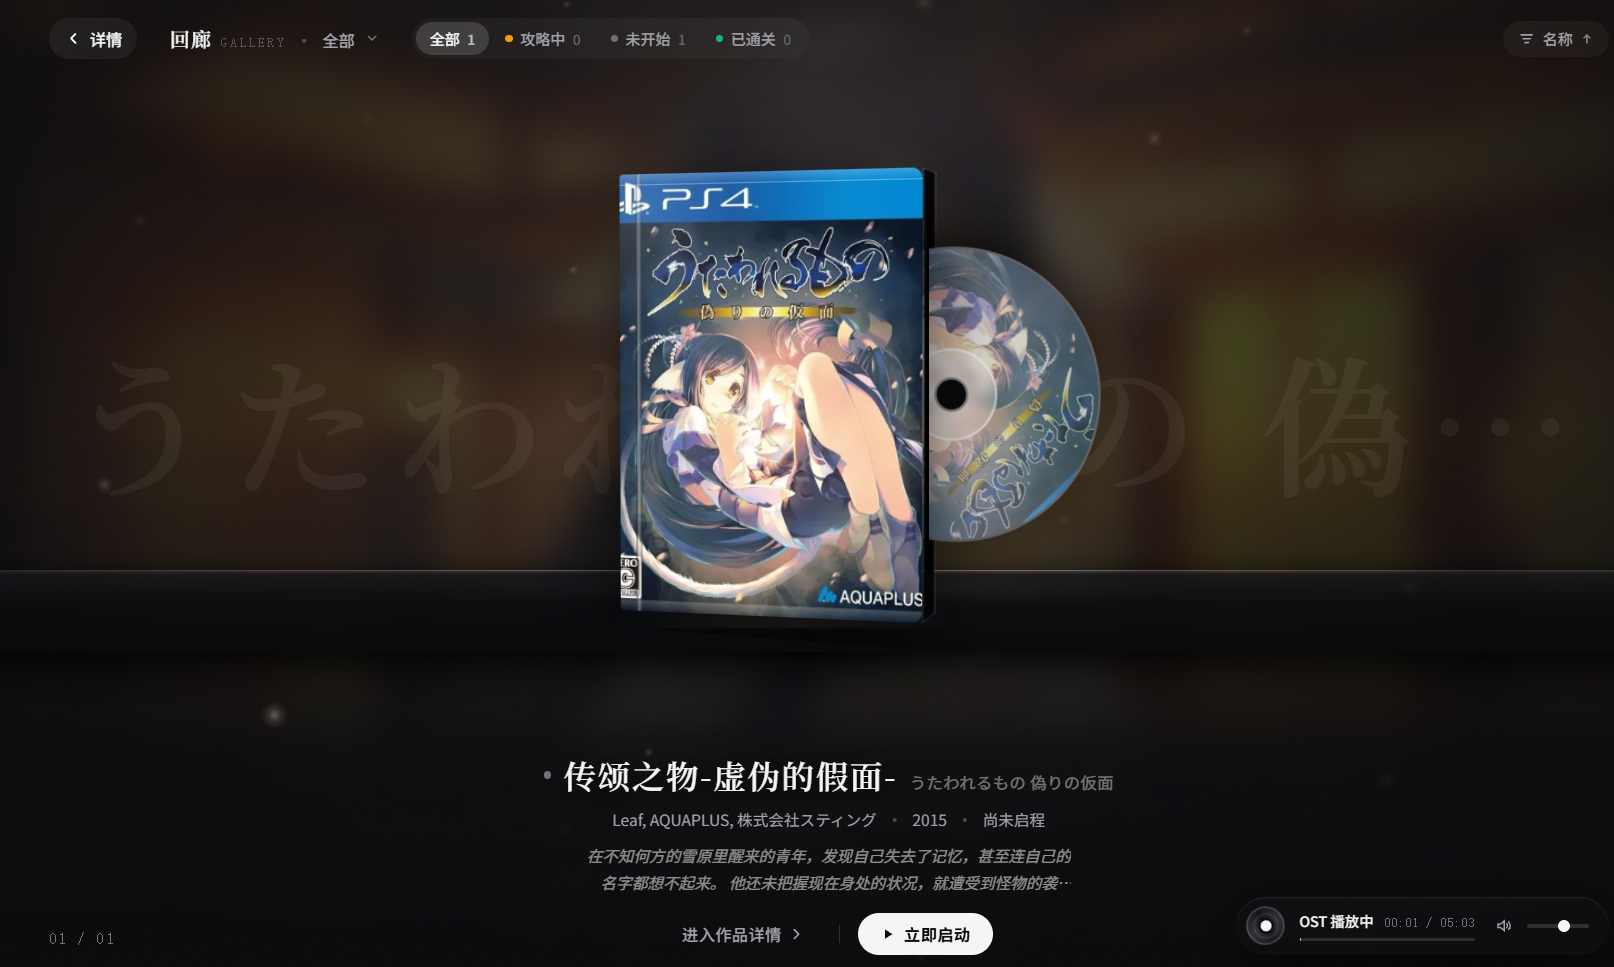 详情
回廊 GALLERY · 全部
全部 1
攻略中 0
未开始 1
已通关 0
名称 ↑
PS4
うたわれるもの
偽りの仮面
AQUAPLUS
うたわれ
の 偽…
传颂之物-虚伪的假面- うたわれるもの 偽りの仮面
Leaf, AQUAPLUS, 株式会社スティング · 2015 · 尚未启程
在不知何方的雪原里醒来的青年，发现自己失去了记忆，甚至连自己的
名字都想不起来。 他还未把握现在身处的状况，就遭受到怪物的袭…
进入作品详情
立即启动
01 / 01
OST 播放中 00:01 / 05:03